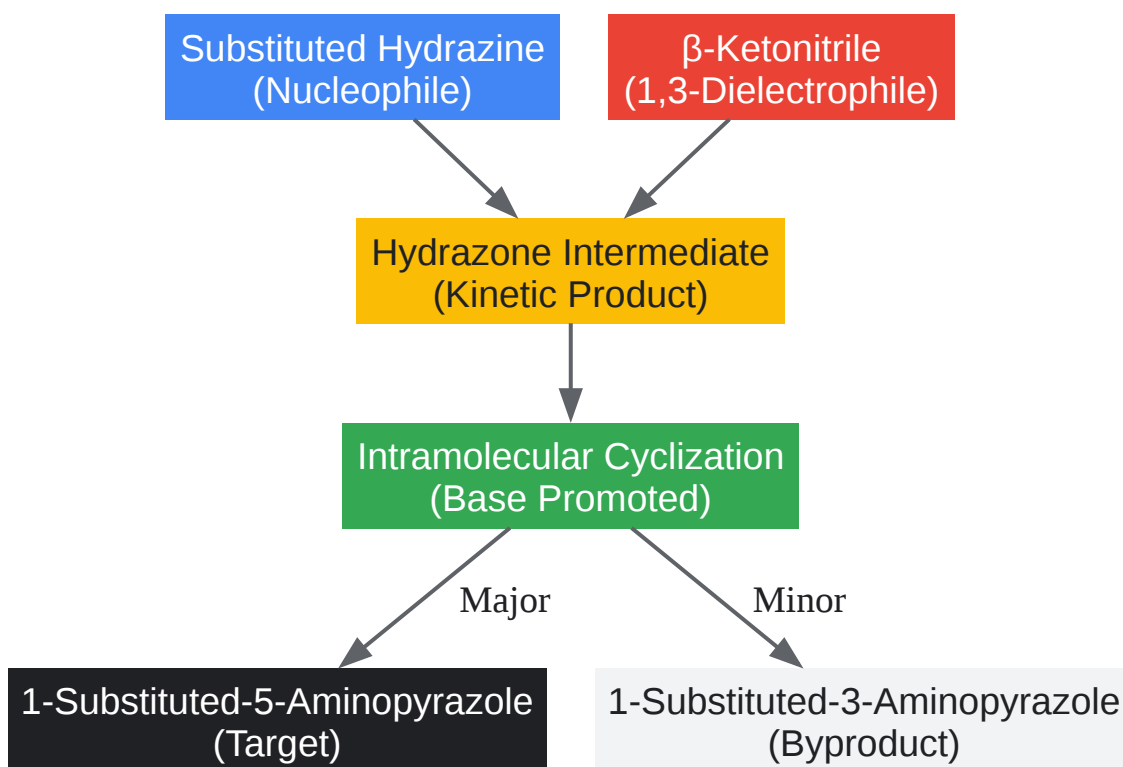 Substituted Hydrazine
(Nucleophile)
β-Ketonitrile
(1,3-Dielectrophile)
Hydrazone Intermediate
(Kinetic Product)
Intramolecular Cyclization
(Base Promoted)
Major
Minor
1-Substituted-5-Aminopyrazole
(Target)
1-Substituted-3-Aminopyrazole
(Byproduct)